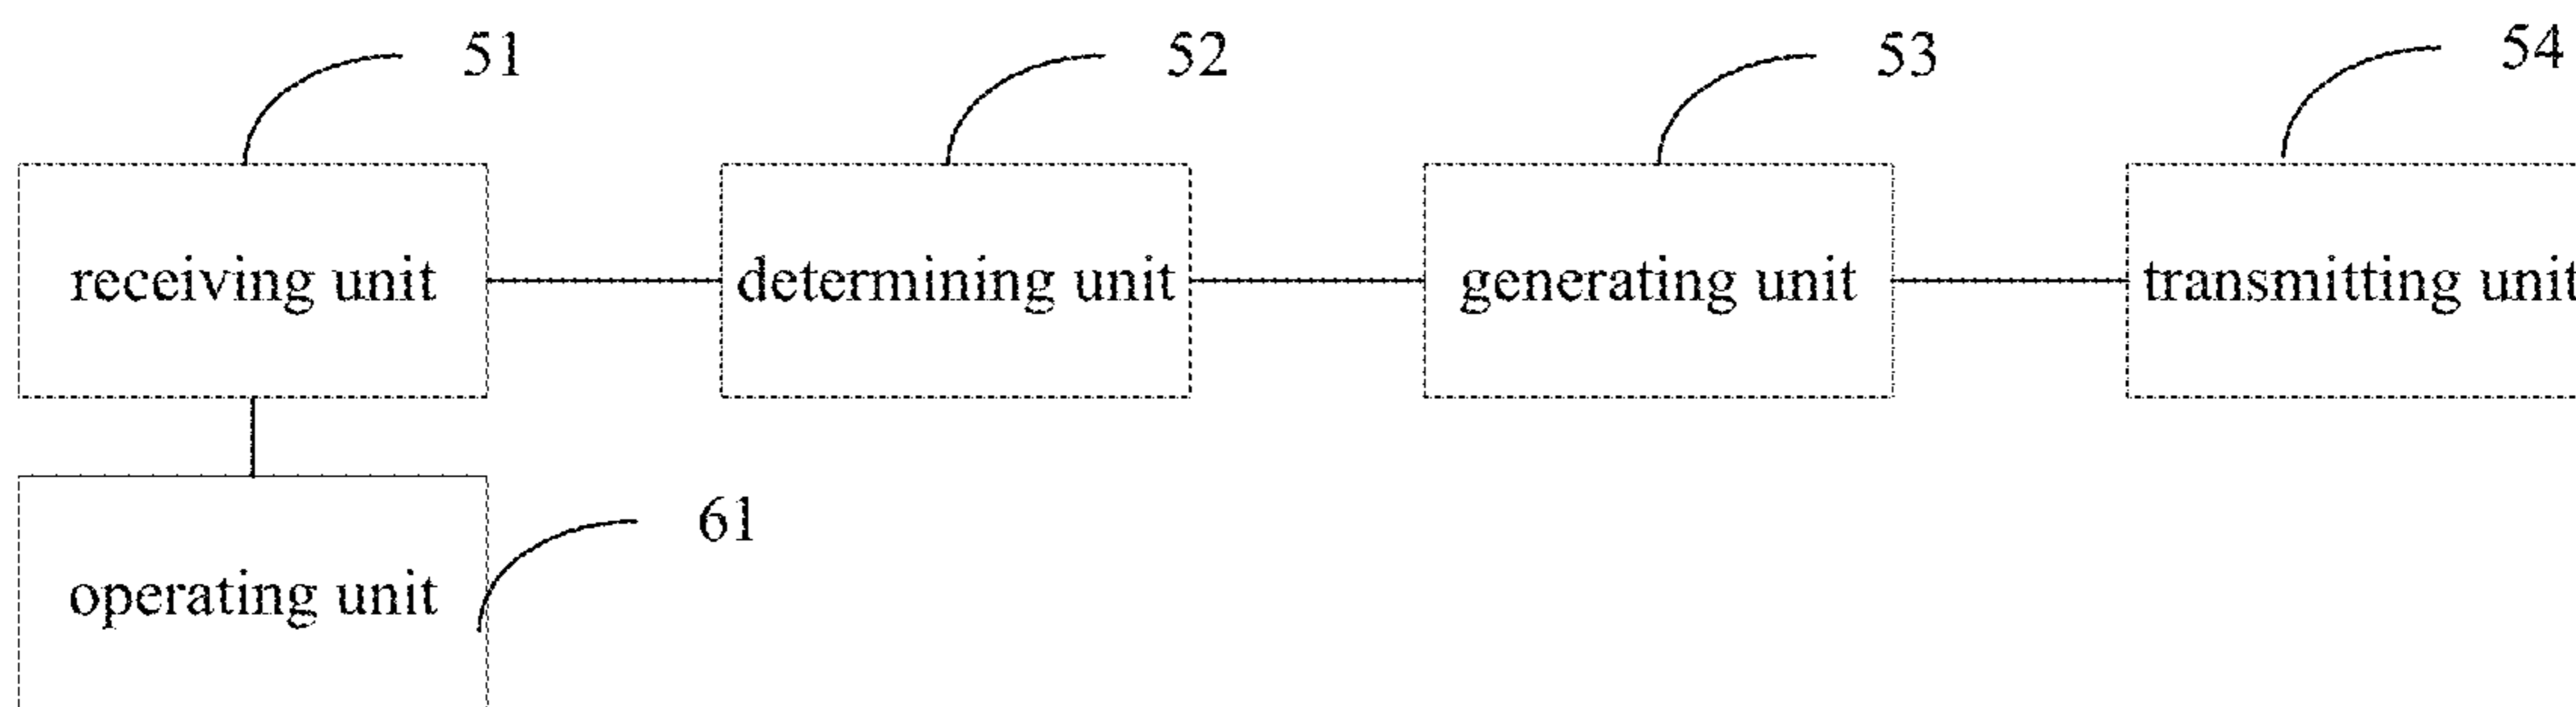 51 52 53 54
receiving unit determining unit generating unit transmitting unit
61
operating unit